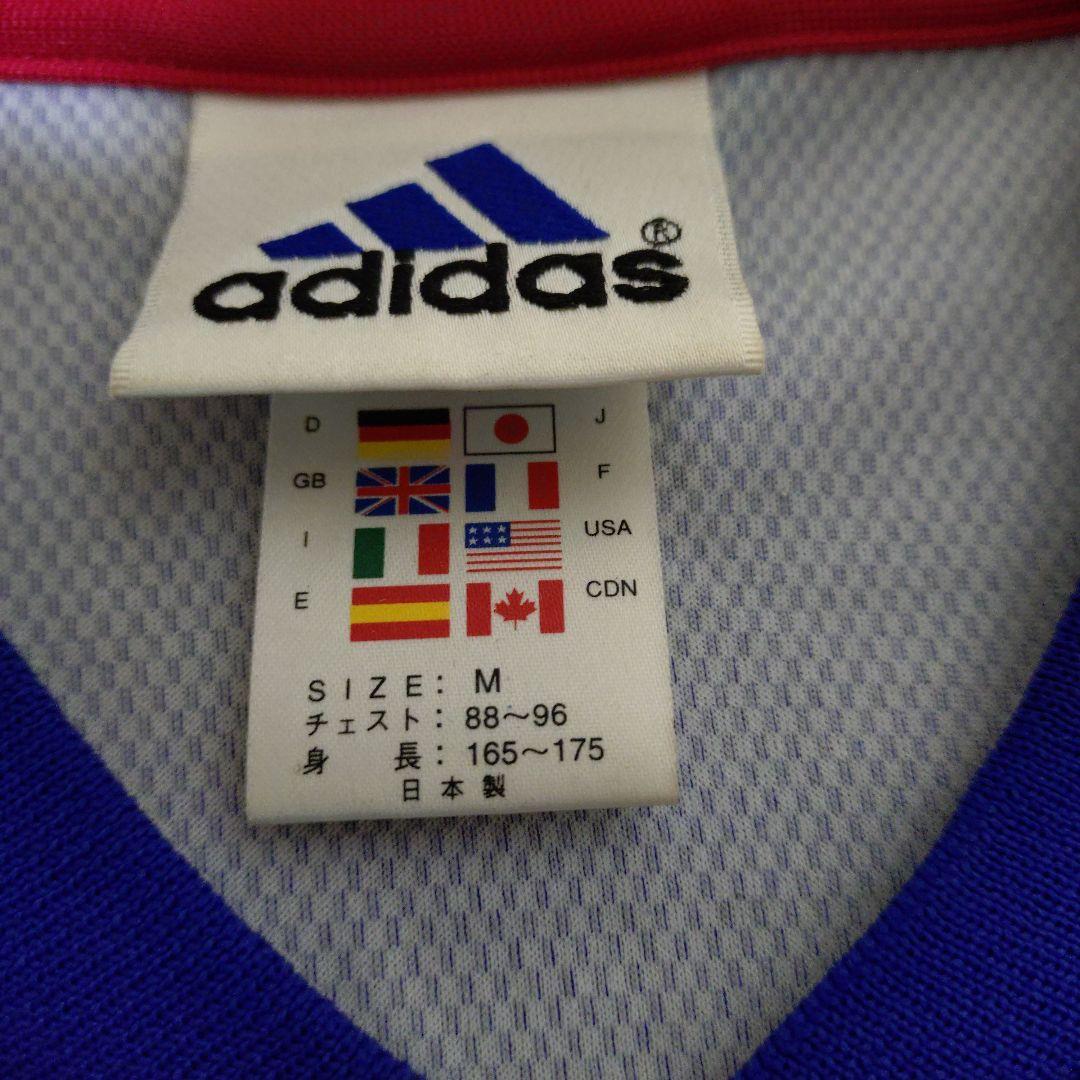 adidas®
D J
GB F
I USA
E CDN
SIZE: M
チェスト: 88～96
身長: 165～175
日本製